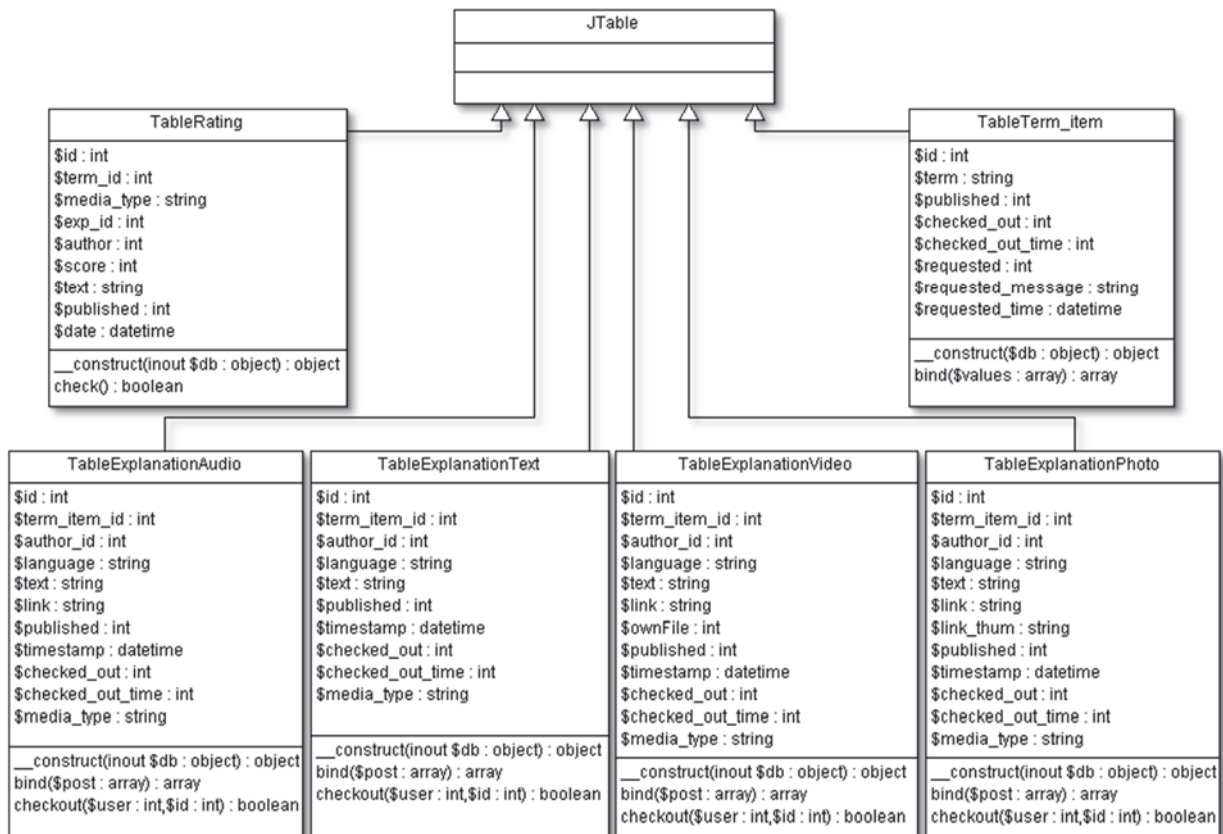 JTable
TableRating
$id : int
$term_id : int
$media_type : string
$exp_id : int
$author : int
$score : int
$text : string
$published : int
$date : datetime
__construct(inout $db : object) : object
check() : boolean
TableTerm_item
$id : int
$term : string
$published : int
$checked_out : int
$checked_out_time : int
$requested : int
$requested_message : string
$requested_time : datetime
__construct($db : object) : object
bind($values : array) : array
TableExplanationAudio
$id : int
$term_item_id : int
$author_id : int
$language : string
$text : string
$link : string
$published : int
$timestamp : datetime
$checked_out : int
$checked_out_time : int
$media_type : string
__construct(inout $db : object) : object
bind($post : array) : array
checkout($user : int,$id : int) : boolean
TableExplanationText
$id : int
$term_item_id : int
$author_id : int
$language : string
$text : string
$published : int
$timestamp : datetime
$checked_out : int
$checked_out_time : int
$media_type : string
__construct(inout $db : object) : object
bind($post : array) : array
checkout($user : int,$id : int) : boolean
TableExplanationVideo
$id : int
$term_item_id : int
$author_id : int
$language : string
$text : string
$link : string
$ownFile : int
$published : int
$timestamp : datetime
$checked_out : int
$checked_out_time : int
$media_type : string
__construct(inout $db : object) : object
bind($post : array) : array
checkout($user : int,$id : int) : boolean
TableExplanationPhoto
$id : int
$term_item_id : int
$author_id : int
$language : string
$text : string
$link : string
$link_thum : string
$published : int
$timestamp : datetime
$checked_out : int
$checked_out_time : int
$media_type : string
__construct(inout $db : object) : object
bind($post : array) : array
checkout($user : int,$id : int) : boolean